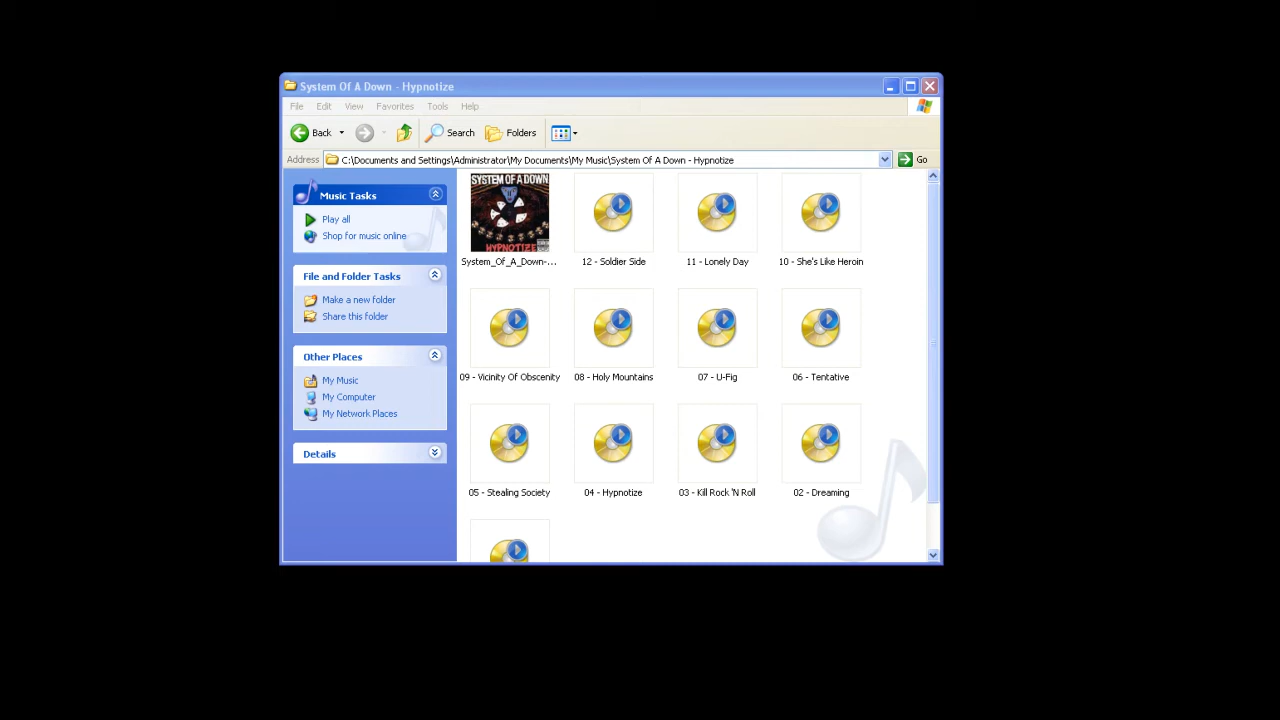 System Of A Down - Hypnotize
File Edit View Favorites Tools Help
Back Search Folders
Address C:\Documents and Settings\Administrator\My Documents\My Music\System Of A Down - Hypnotize Go
Music Tasks
Play all
Shop for music online
File and Folder Tasks
Make a new folder
Share this folder
Other Places
My Music
My Computer
My Network Places
Details
SYSTEM OF A DOWN
HYPNOTIZE
System_Of_A_Down-... 12 - Soldier Side 11 - Lonely Day 10 - She's Like Heroin
09 - Vicinity Of Obscenity 08 - Holy Mountains 07 - U-Fig 06 - Tentative
05 - Stealing Society 04 - Hypnotize 03 - Kill Rock 'N Roll 02 - Dreaming